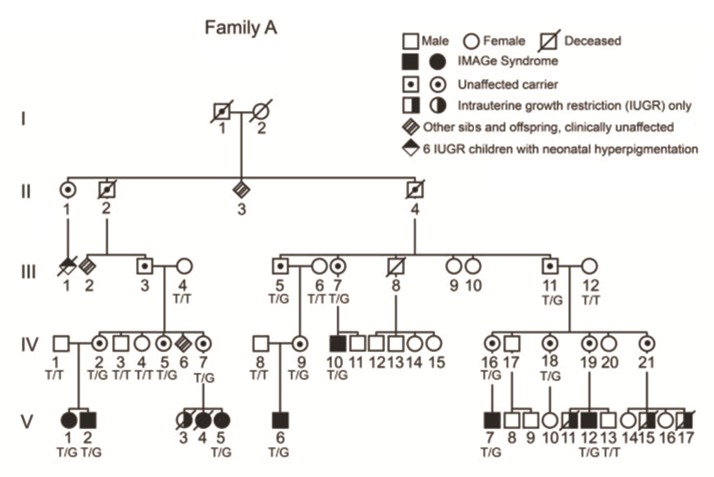 Family A
Male Female Deceased
IMAGe Syndrome
Unaffected carrier
Intrauterine growth restriction (IUGR) only
Other sibs and offspring, clinically unaffected
6 IUGR children with neonatal hyperpigmentation
I
1 2
II
1 2 3 4
III
1 2 3 4 5 6 7 8 9 10 11 12
T/T T/G T/T T/G T/G T/T
IV
1 2 3 4 5 6 7 8 9 10 11 12 13 14 15 16 17 18 19 20 21
T/T T/G T/T T/T T/G T/G T/T T/G T/G T/G T/G
V
1 2 3 4 5 6 7 8 9 10 11 12 13 14 15 16 17
T/G T/G T/G T/G T/G T/G T/T